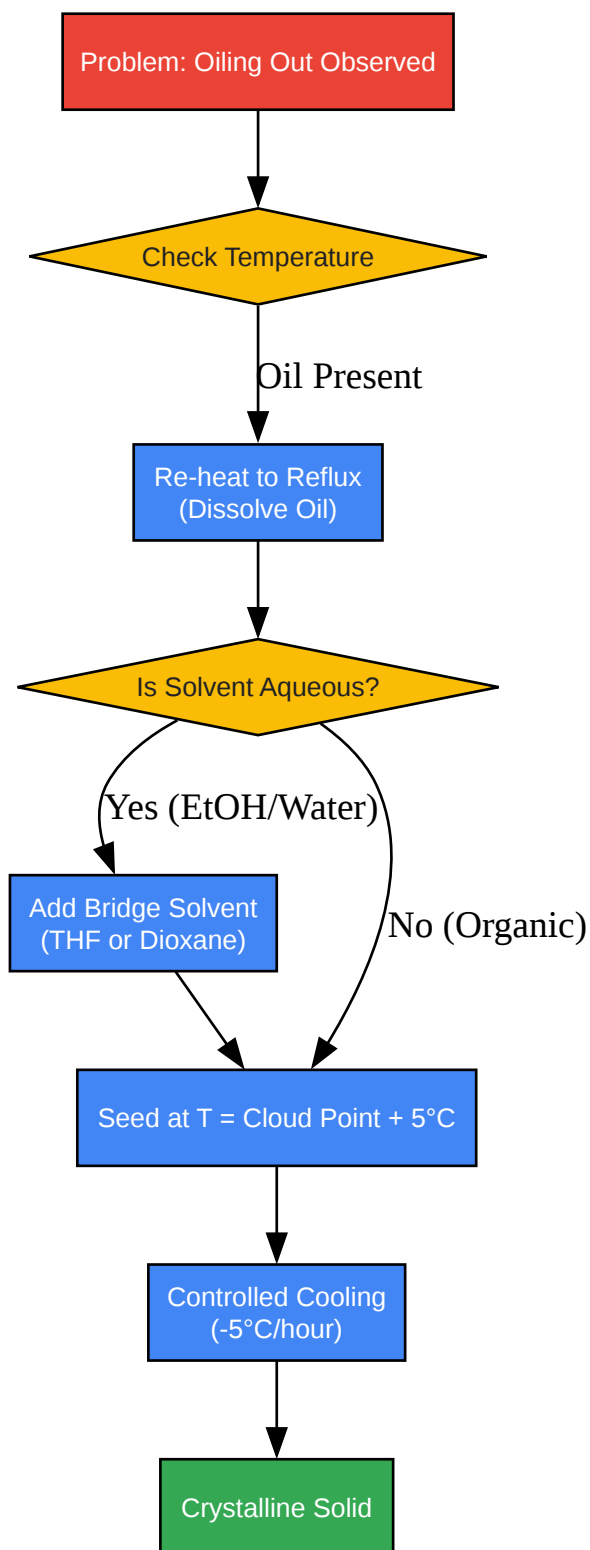 Problem: Oiling Out Observed
Check Temperature
Oil Present
Re-heat to Reflux
(Dissolve Oil)
Is Solvent Aqueous?
Yes (EtOH/Water)
Add Bridge Solvent
(THF or Dioxane)
No (Organic)
Seed at T = Cloud Point + 5°C
Controlled Cooling
(-5°C/hour)
Crystalline Solid